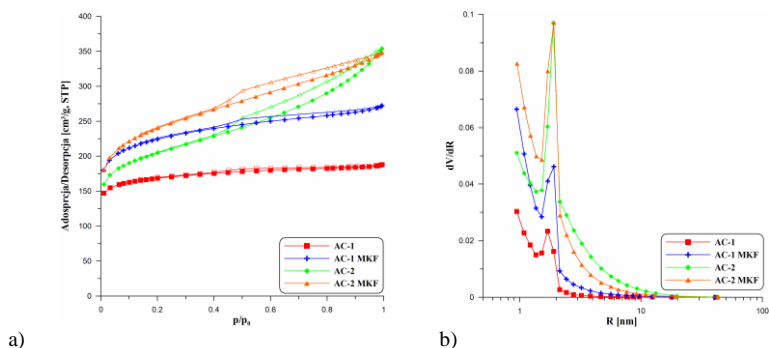 400
350
300
250
200
150
100
50
0
0 0.2 0.4 0.6 0.8 1
Adosprcja/Desorpcja [cm³/g, STP]
p/p₀
AC-1
AC-1 MKF
AC-2
AC-2 MKF
a)
0.1
0.08
0.06
0.04
0.02
0
1 10 100
dV/dR
R [nm]
AC-1
AC-1 MKF
AC-2
AC-2 MKF
b)